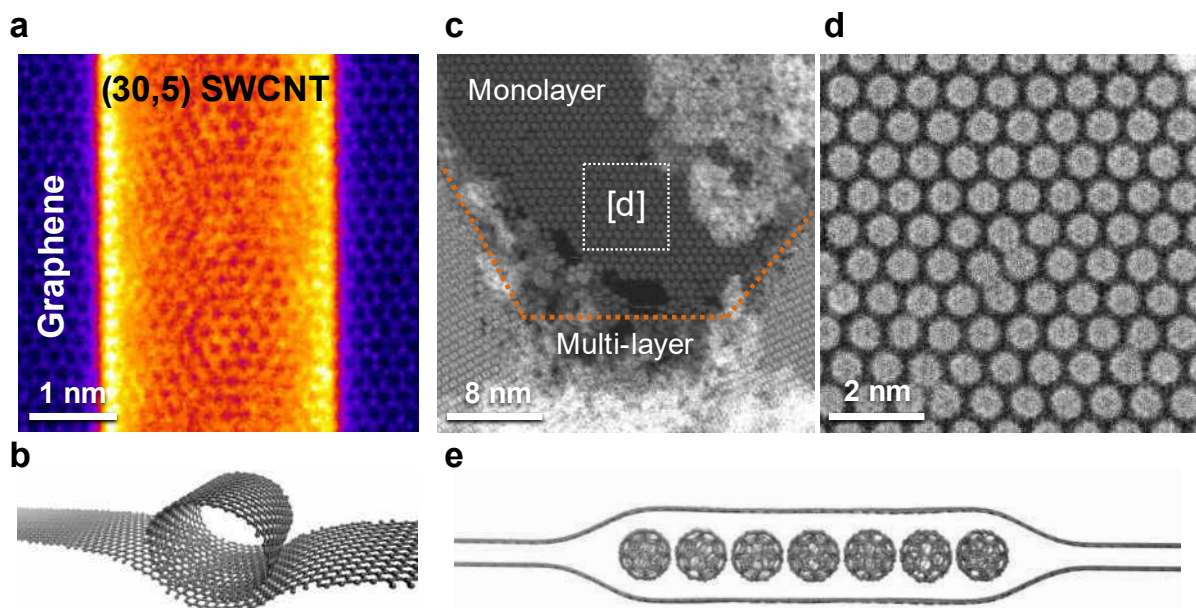 a
(30,5) SWCNT
Graphene
1 nm
b
c
Monolayer
[d]
Multi-layer
8 nm
d
2 nm
e